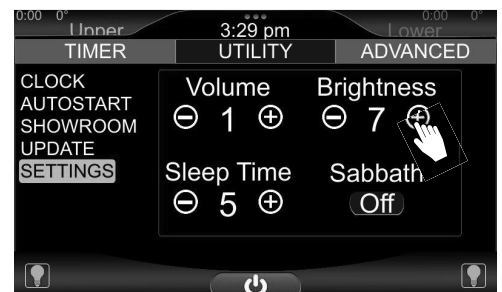 0:00 0° 0:00 0°
Upper 3:29 pm Lower
TIMER UTILITY ADVANCED
CLOCK
AUTOSTART
SHOWROOM
UPDATE
SETTINGS
Volume Brightness
1 7
Sleep Time Sabbath
5 Off